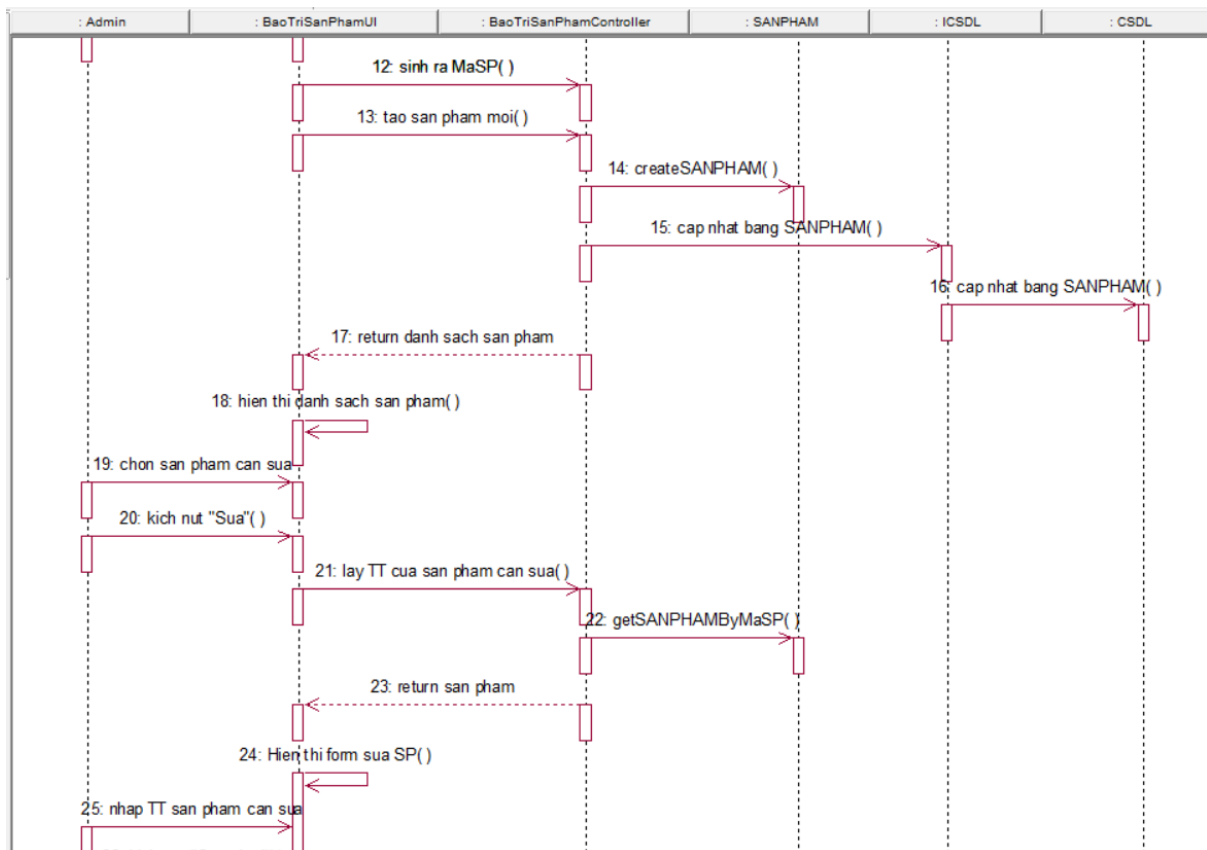 : Admin
: BaoTriSanPhamUI
: BaoTriSanPhamController
: SANPHAM
: ICSDL
: CSDL
12: sinh ra MaSP( )
13: tao san pham moi( )
14: createSANPHAM( )
15: cap nhat bang SANPHAM( )
16: cap nhat bang SANPHAM( )
17: return danh sach san pham
18: hien thi danh sach san pham( )
19: chon san pham can sua
20: kich nut "Sua"( )
21: lay TT cua san pham can sua( )
22: getSANPHAMByMaSP( )
23: return san pham
24: Hien thi form sua SP( )
25: nhap TT san pham can sua